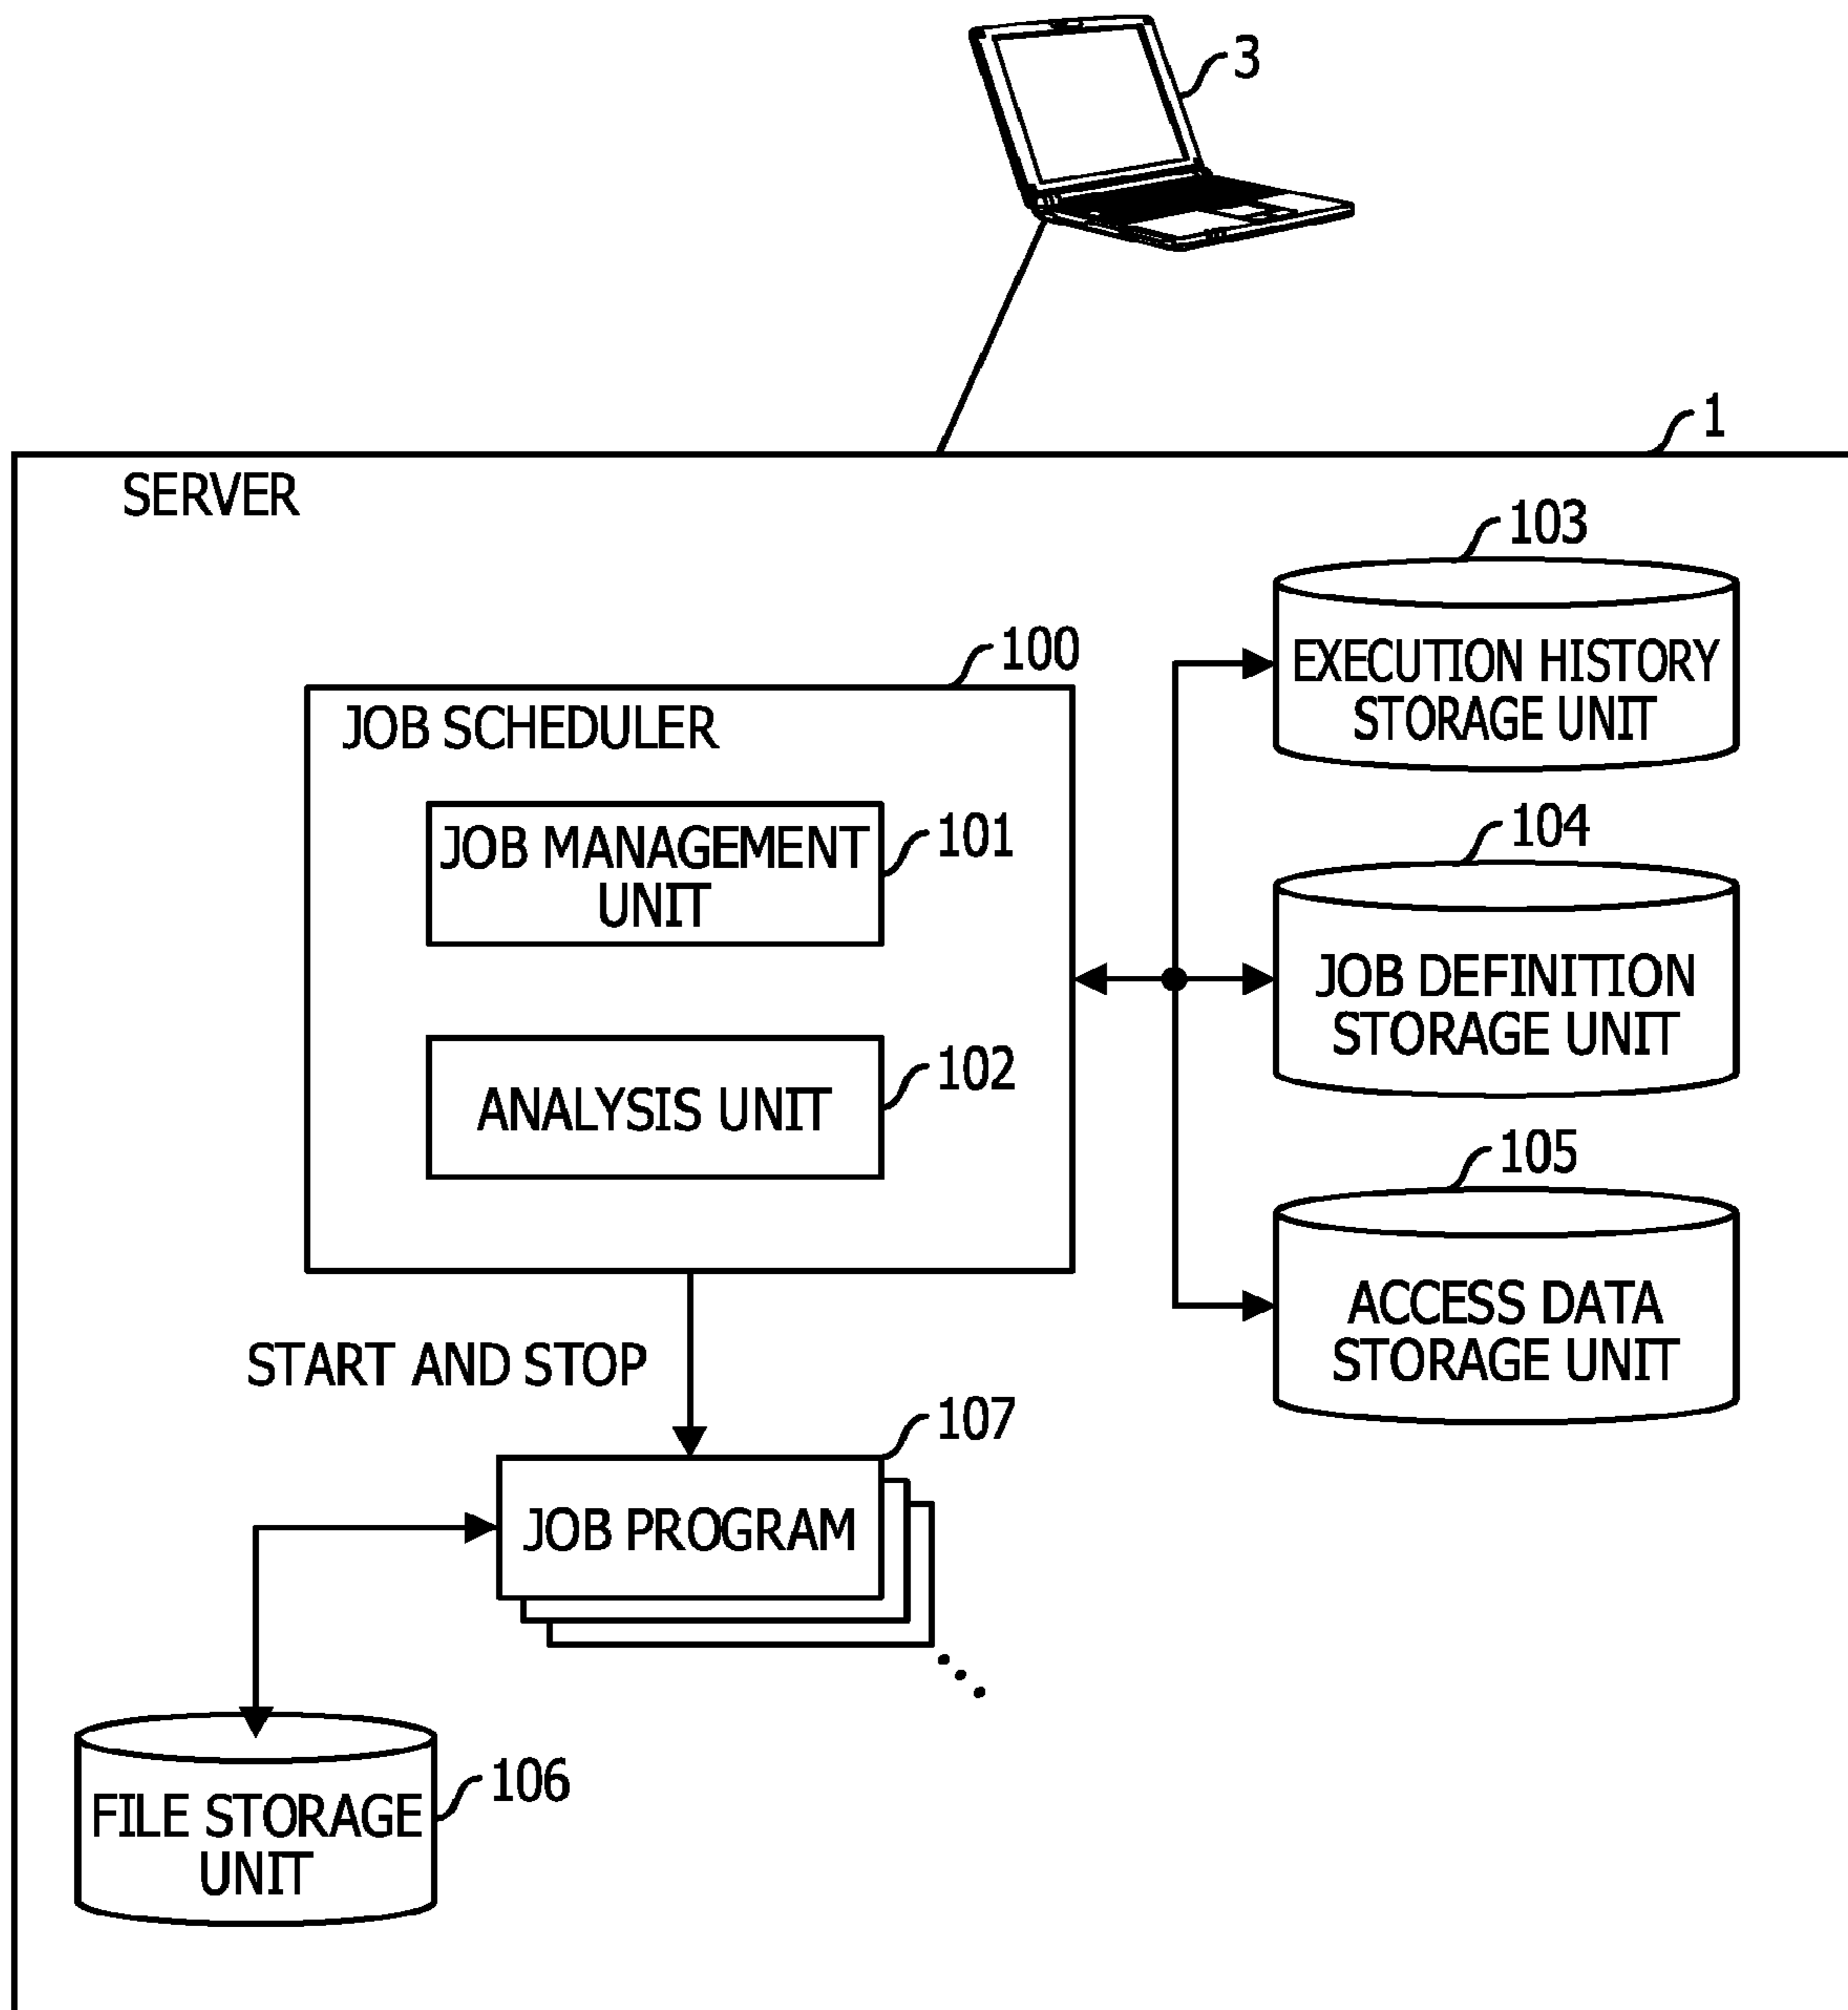 3
1
SERVER
103
EXECUTION HISTORY
STORAGE UNIT
100
JOB SCHEDULER
JOB MANAGEMENT
UNIT
101
104
JOB DEFINITION
STORAGE UNIT
ANALYSIS UNIT
102
105
ACCESS DATA
STORAGE UNIT
START AND STOP
107
JOB PROGRAM
106
FILE STORAGE
UNIT